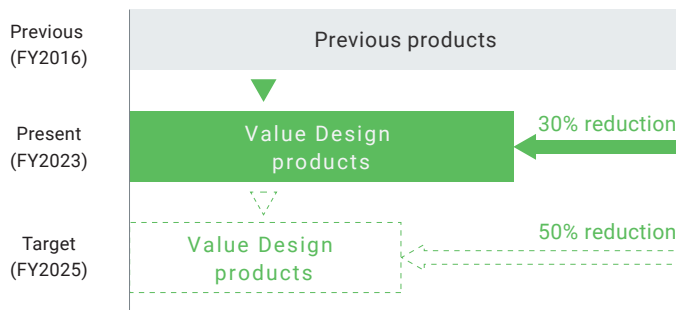 Previous
(FY2016)
Previous products
Present
(FY2023)
Value Design
products
30% reduction
Target
(FY2025)
Value Design
products
50% reduction